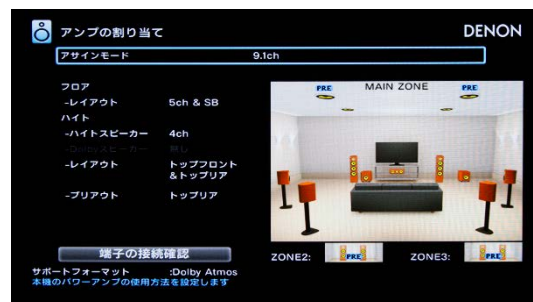 アンプの割り当て
DENON
アサインモード 9.1ch
フロア
-レイアウト 5ch & SB
ハイト
-ハイトスピーカー 4ch
-Dolbyスピーカー 無し
-レイアウト トップフロント
&トップリア
-プリアウト トップリア
PRE MAIN ZONE PRE
端子の接続確認
ZONE2: PRE ZONE3: PRE
サポートフォーマット :Dolby Atmos
本機のパワーアンプの使用方法を設定します